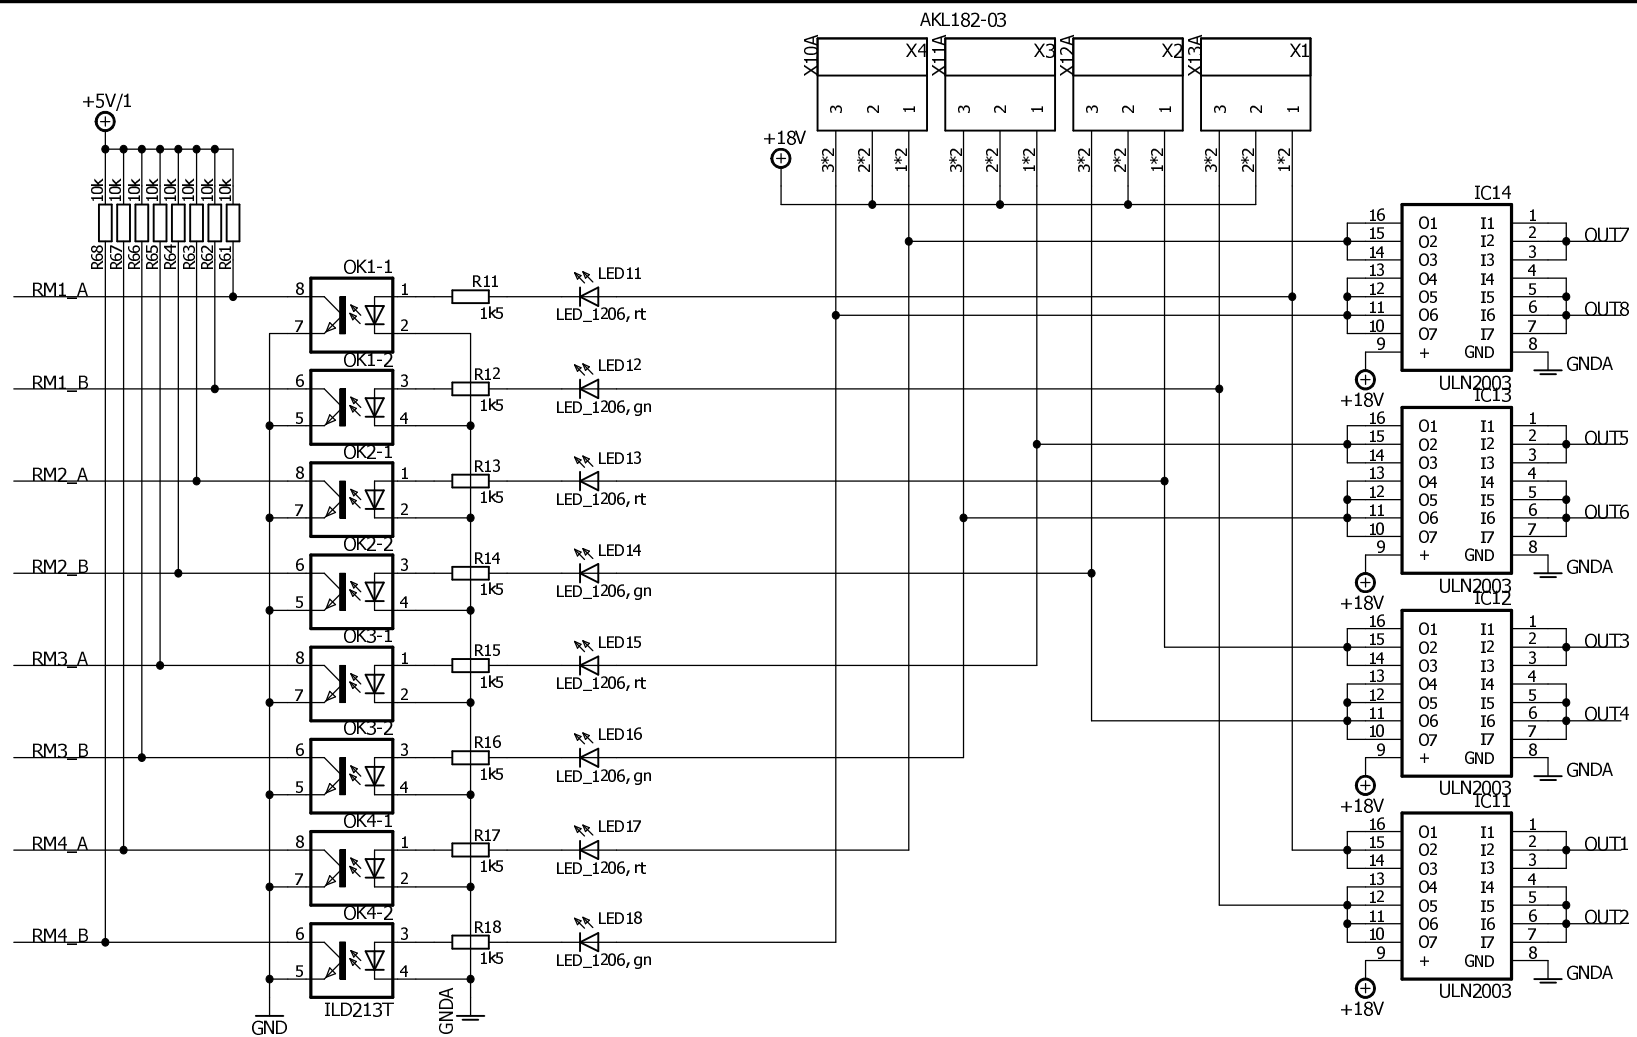 AKL182-03
X10A X4 X11A X3 X12A X2 X13A X1
3 2 1 3 2 1 3 2 1 3 2 1
3*2 2*2 1*2 3*2 2*2 1*2 3*2 2*2 1*2 3*2 2*2 1*2
+18V
+5V/1
10k 10k 10k 10k 10k 10k 10k 10k
R68 R67 R66 R65 R64 R63 R62 R61
RM1_A
OK1-1
8 1
7 2
R11
1k5
LED11
LED_1206,rt
RM1_B
OK1-2
6 3
5 4
R12
1k5
LED12
LED_1206,gn
RM2_A
OK2-1
8 1
7 2
R13
1k5
LED13
LED_1206,rt
RM2_B
OK2-2
6 3
5 4
R14
1k5
LED14
LED_1206,gn
RM3_A
OK3-1
8 1
7 2
R15
1k5
LED15
LED_1206,rt
RM3_B
OK3-2
6 3
5 4
R16
1k5
LED16
LED_1206,gn
RM4_A
OK4-1
8 1
7 2
R17
1k5
LED17
LED_1206,rt
RM4_B
OK4-2
6 3
5 4
R18
1k5
LED18
LED_1206,gn
ILD213T
GND
GNDA
IC14
16 O1 I1 1
15 O2 I2 2 OUT7
14 O3 I3 3
13 O4 I4 4
12 O5 I5 5
11 O6 I6 6 OUT8
10 O7 I7 7
9 + GND 8
GNDA
+18V
ULN2003
IC13
16 O1 I1 1
15 O2 I2 2 OUT5
14 O3 I3 3
13 O4 I4 4
12 O5 I5 5
11 O6 I6 6 OUT6
10 O7 I7 7
9 + GND 8
GNDA
+18V
ULN2003
IC12
16 O1 I1 1
15 O2 I2 2 OUT3
14 O3 I3 3
13 O4 I4 4
12 O5 I5 5
11 O6 I6 6 OUT4
10 O7 I7 7
9 + GND 8
GNDA
+18V
ULN2003
IC11
16 O1 I1 1
15 O2 I2 2 OUT1
14 O3 I3 3
13 O4 I4 4
12 O5 I5 5
11 O6 I6 6 OUT2
10 O7 I7 7
9 + GND 8
GNDA
+18V
ULN2003